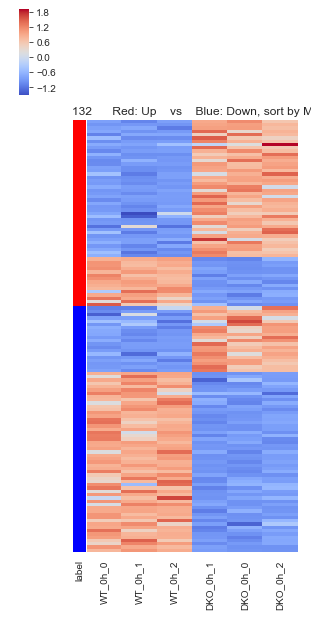 1.8
1.2
0.6
0.0
−0.6
−1.2
132 Red: Up vs Blue: Down, sort by M
label
WT_0h_0
WT_0h_1
WT_0h_2
DKO_0h_1
DKO_0h_0
DKO_0h_2